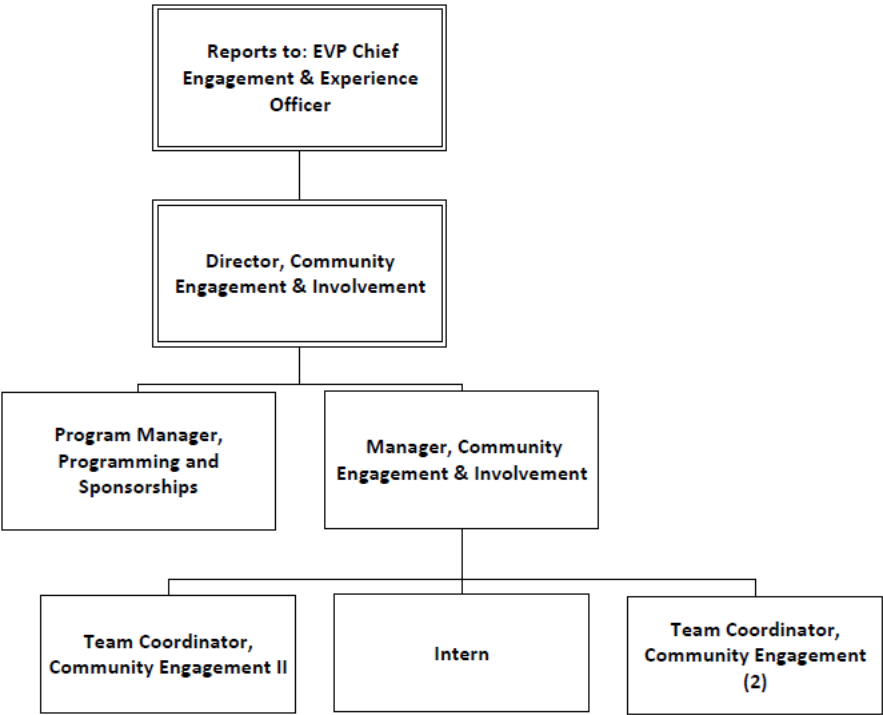 Reports to: EVP Chief
Engagement & Experience
Officer
Director, Community
Engagement & Involvement
Program Manager,
Programming and
Sponsorships
Manager, Community
Engagement & Involvement
Team Coordinator,
Community Engagement II
Intern
Team Coordinator,
Community Engagement
(2)